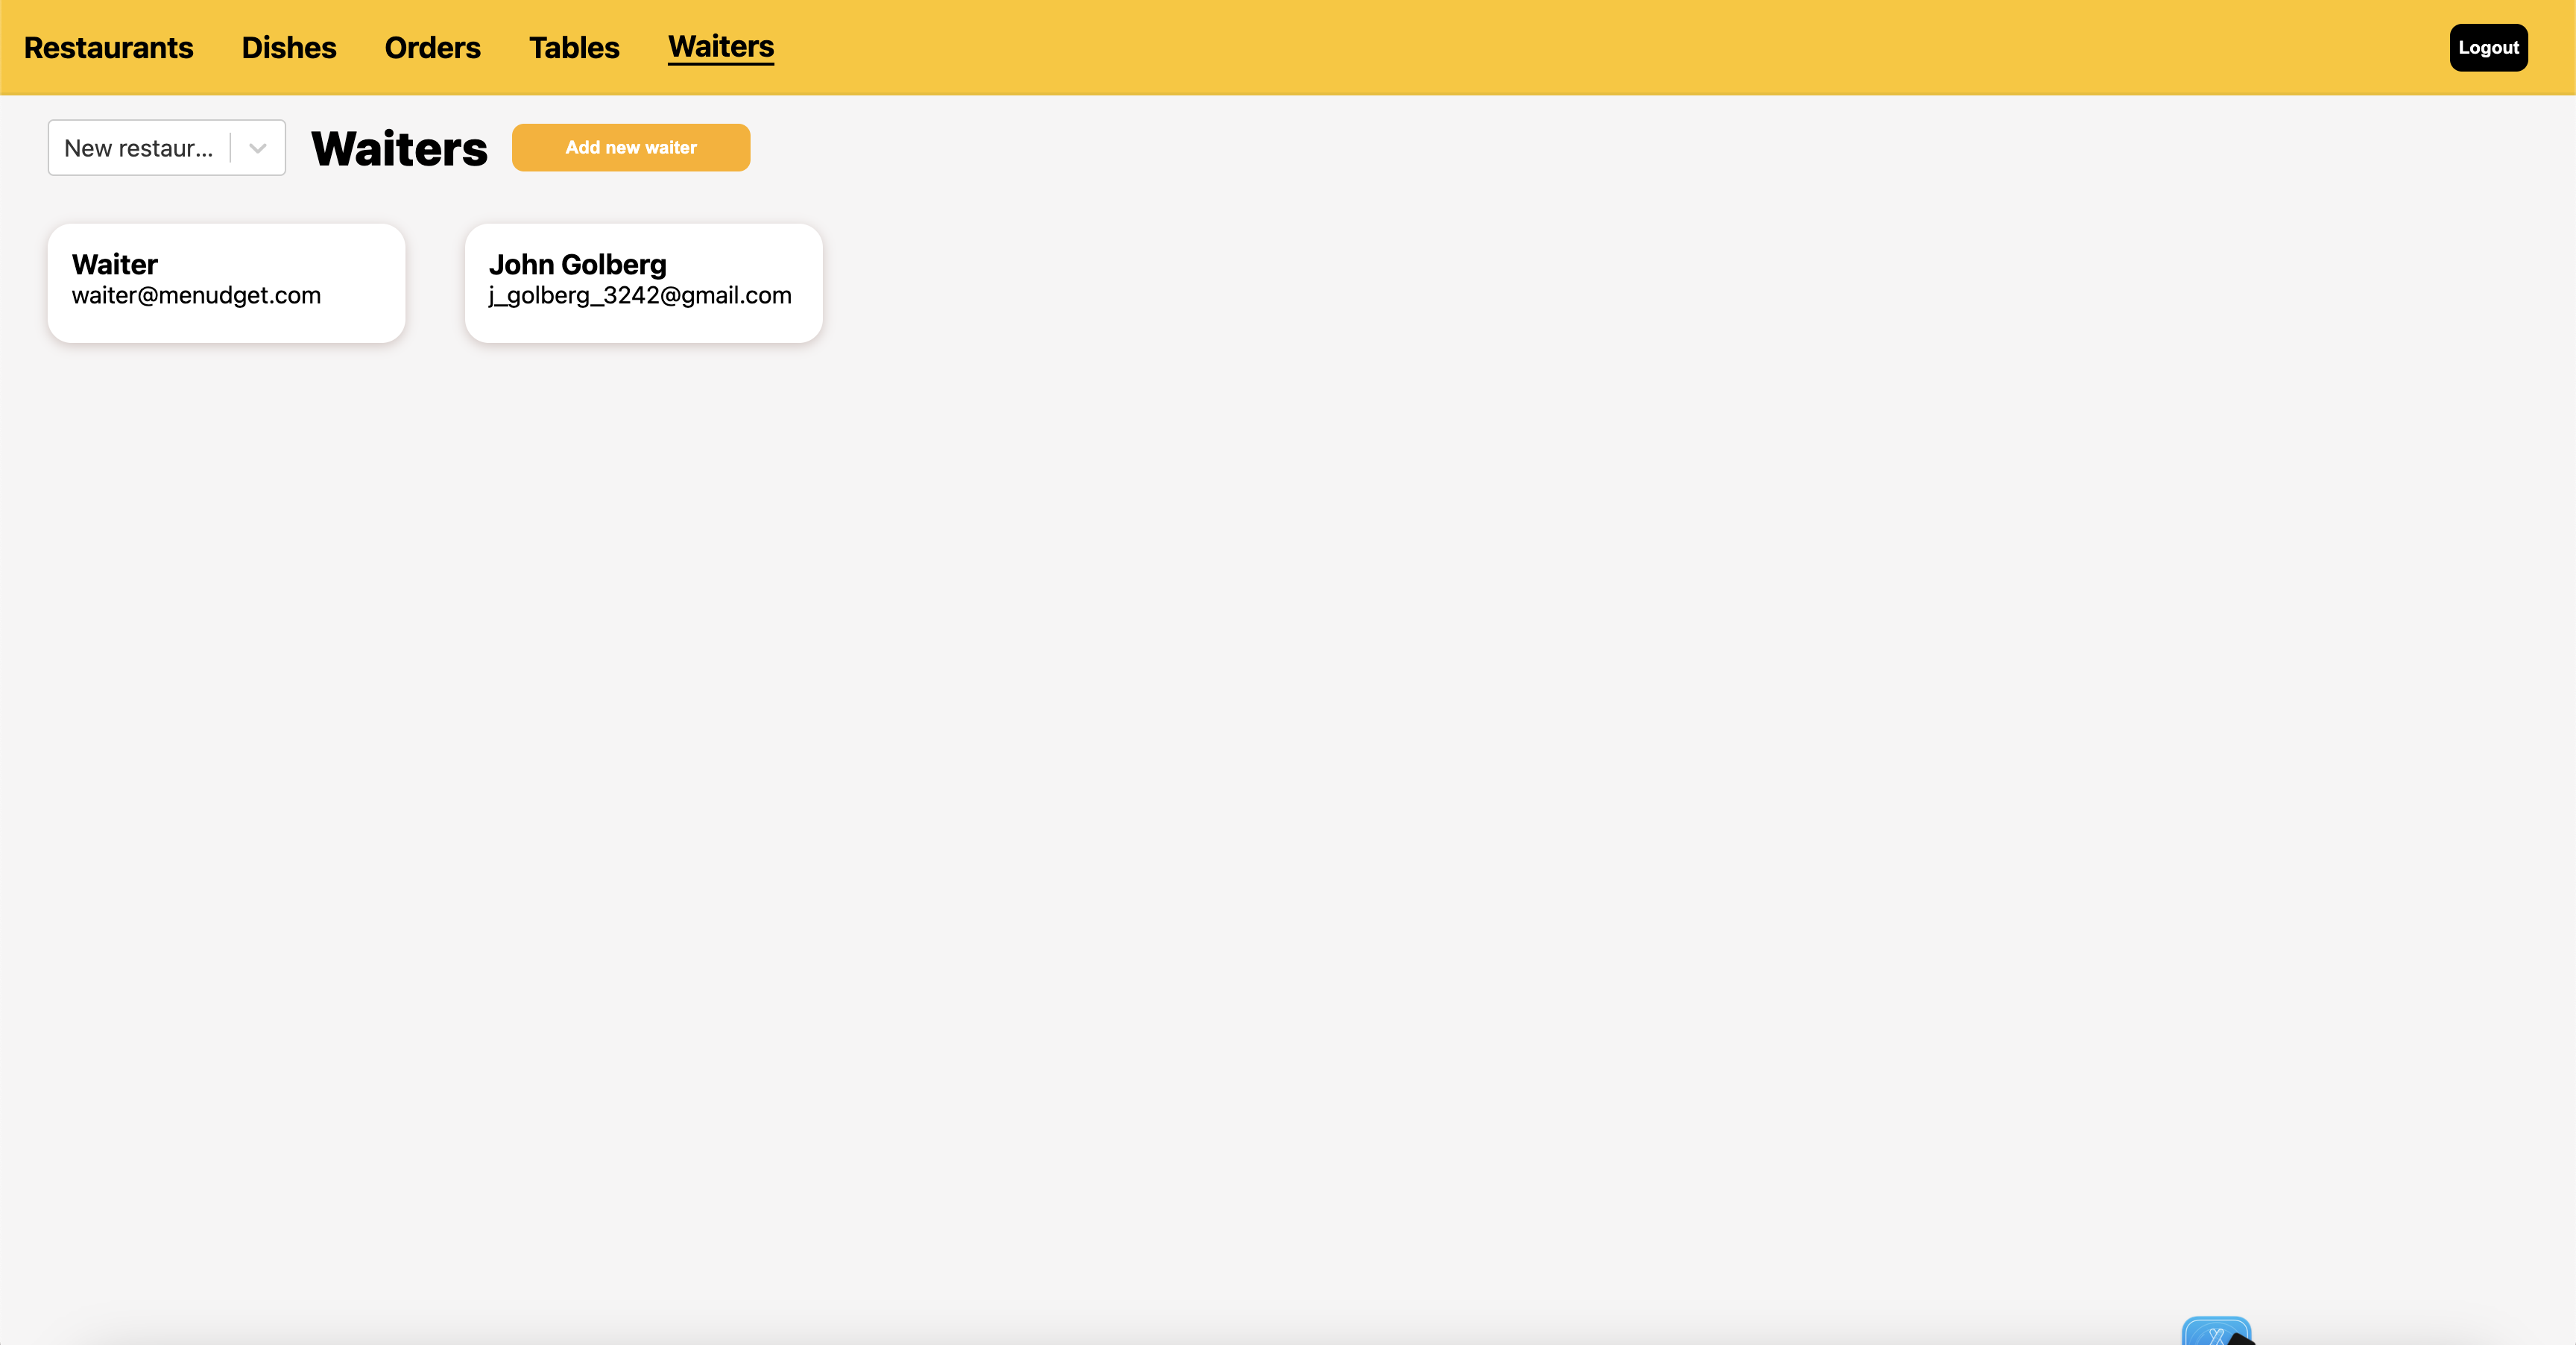 Restaurants Dishes Orders Tables Waiters Logout
New restaur... Waiters Add new waiter
Waiter
waiter@menudget.com
John Golberg
j_golberg_3242@gmail.com